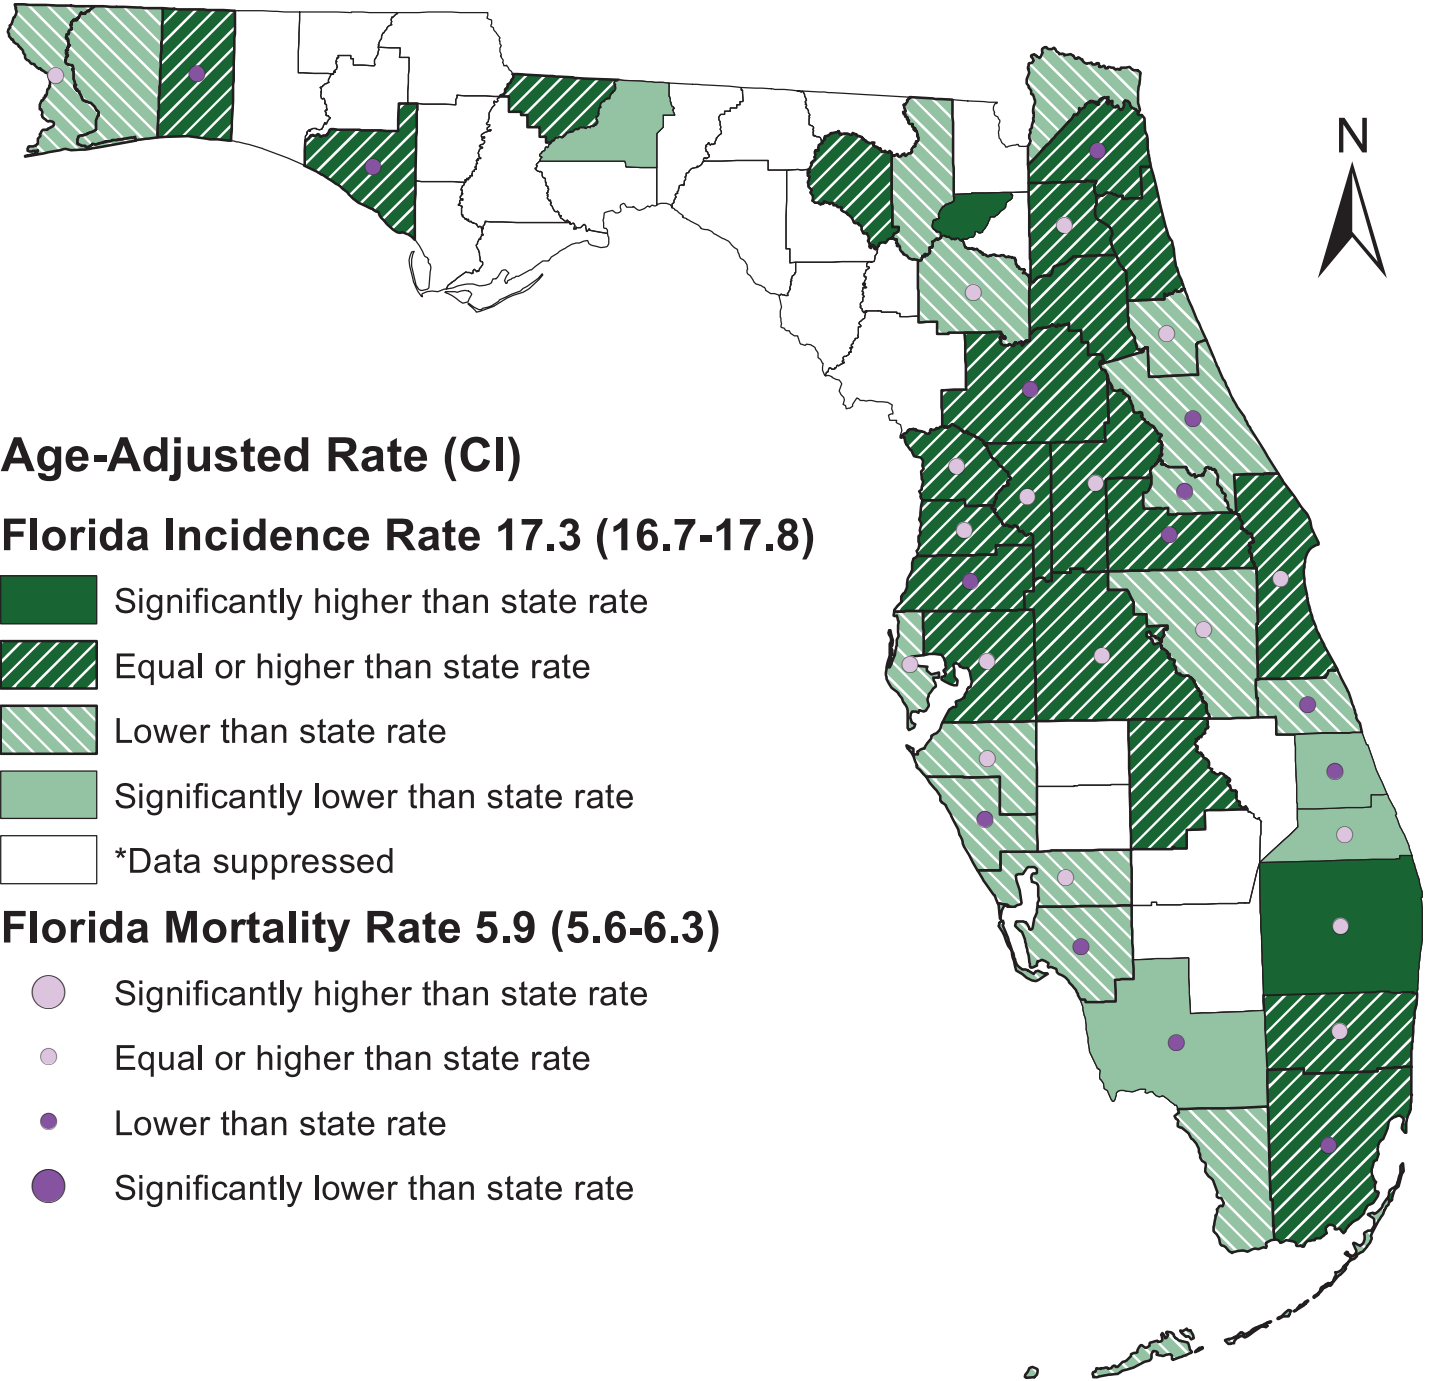 N
Age-Adjusted Rate (CI)
Florida Incidence Rate 17.3 (16.7-17.8)
Significantly higher than state rate
Equal or higher than state rate
Lower than state rate
Significantly lower than state rate
*Data suppressed
Florida Mortality Rate 5.9 (5.6-6.3)
Significantly higher than state rate
Equal or higher than state rate
Lower than state rate
Significantly lower than state rate